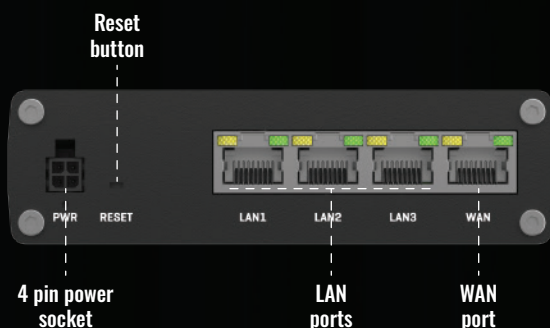 Reset
button
PWR
RESET
LAN1
LAN2
LAN3
WAN
4 pin power
socket
LAN
ports
WAN
port